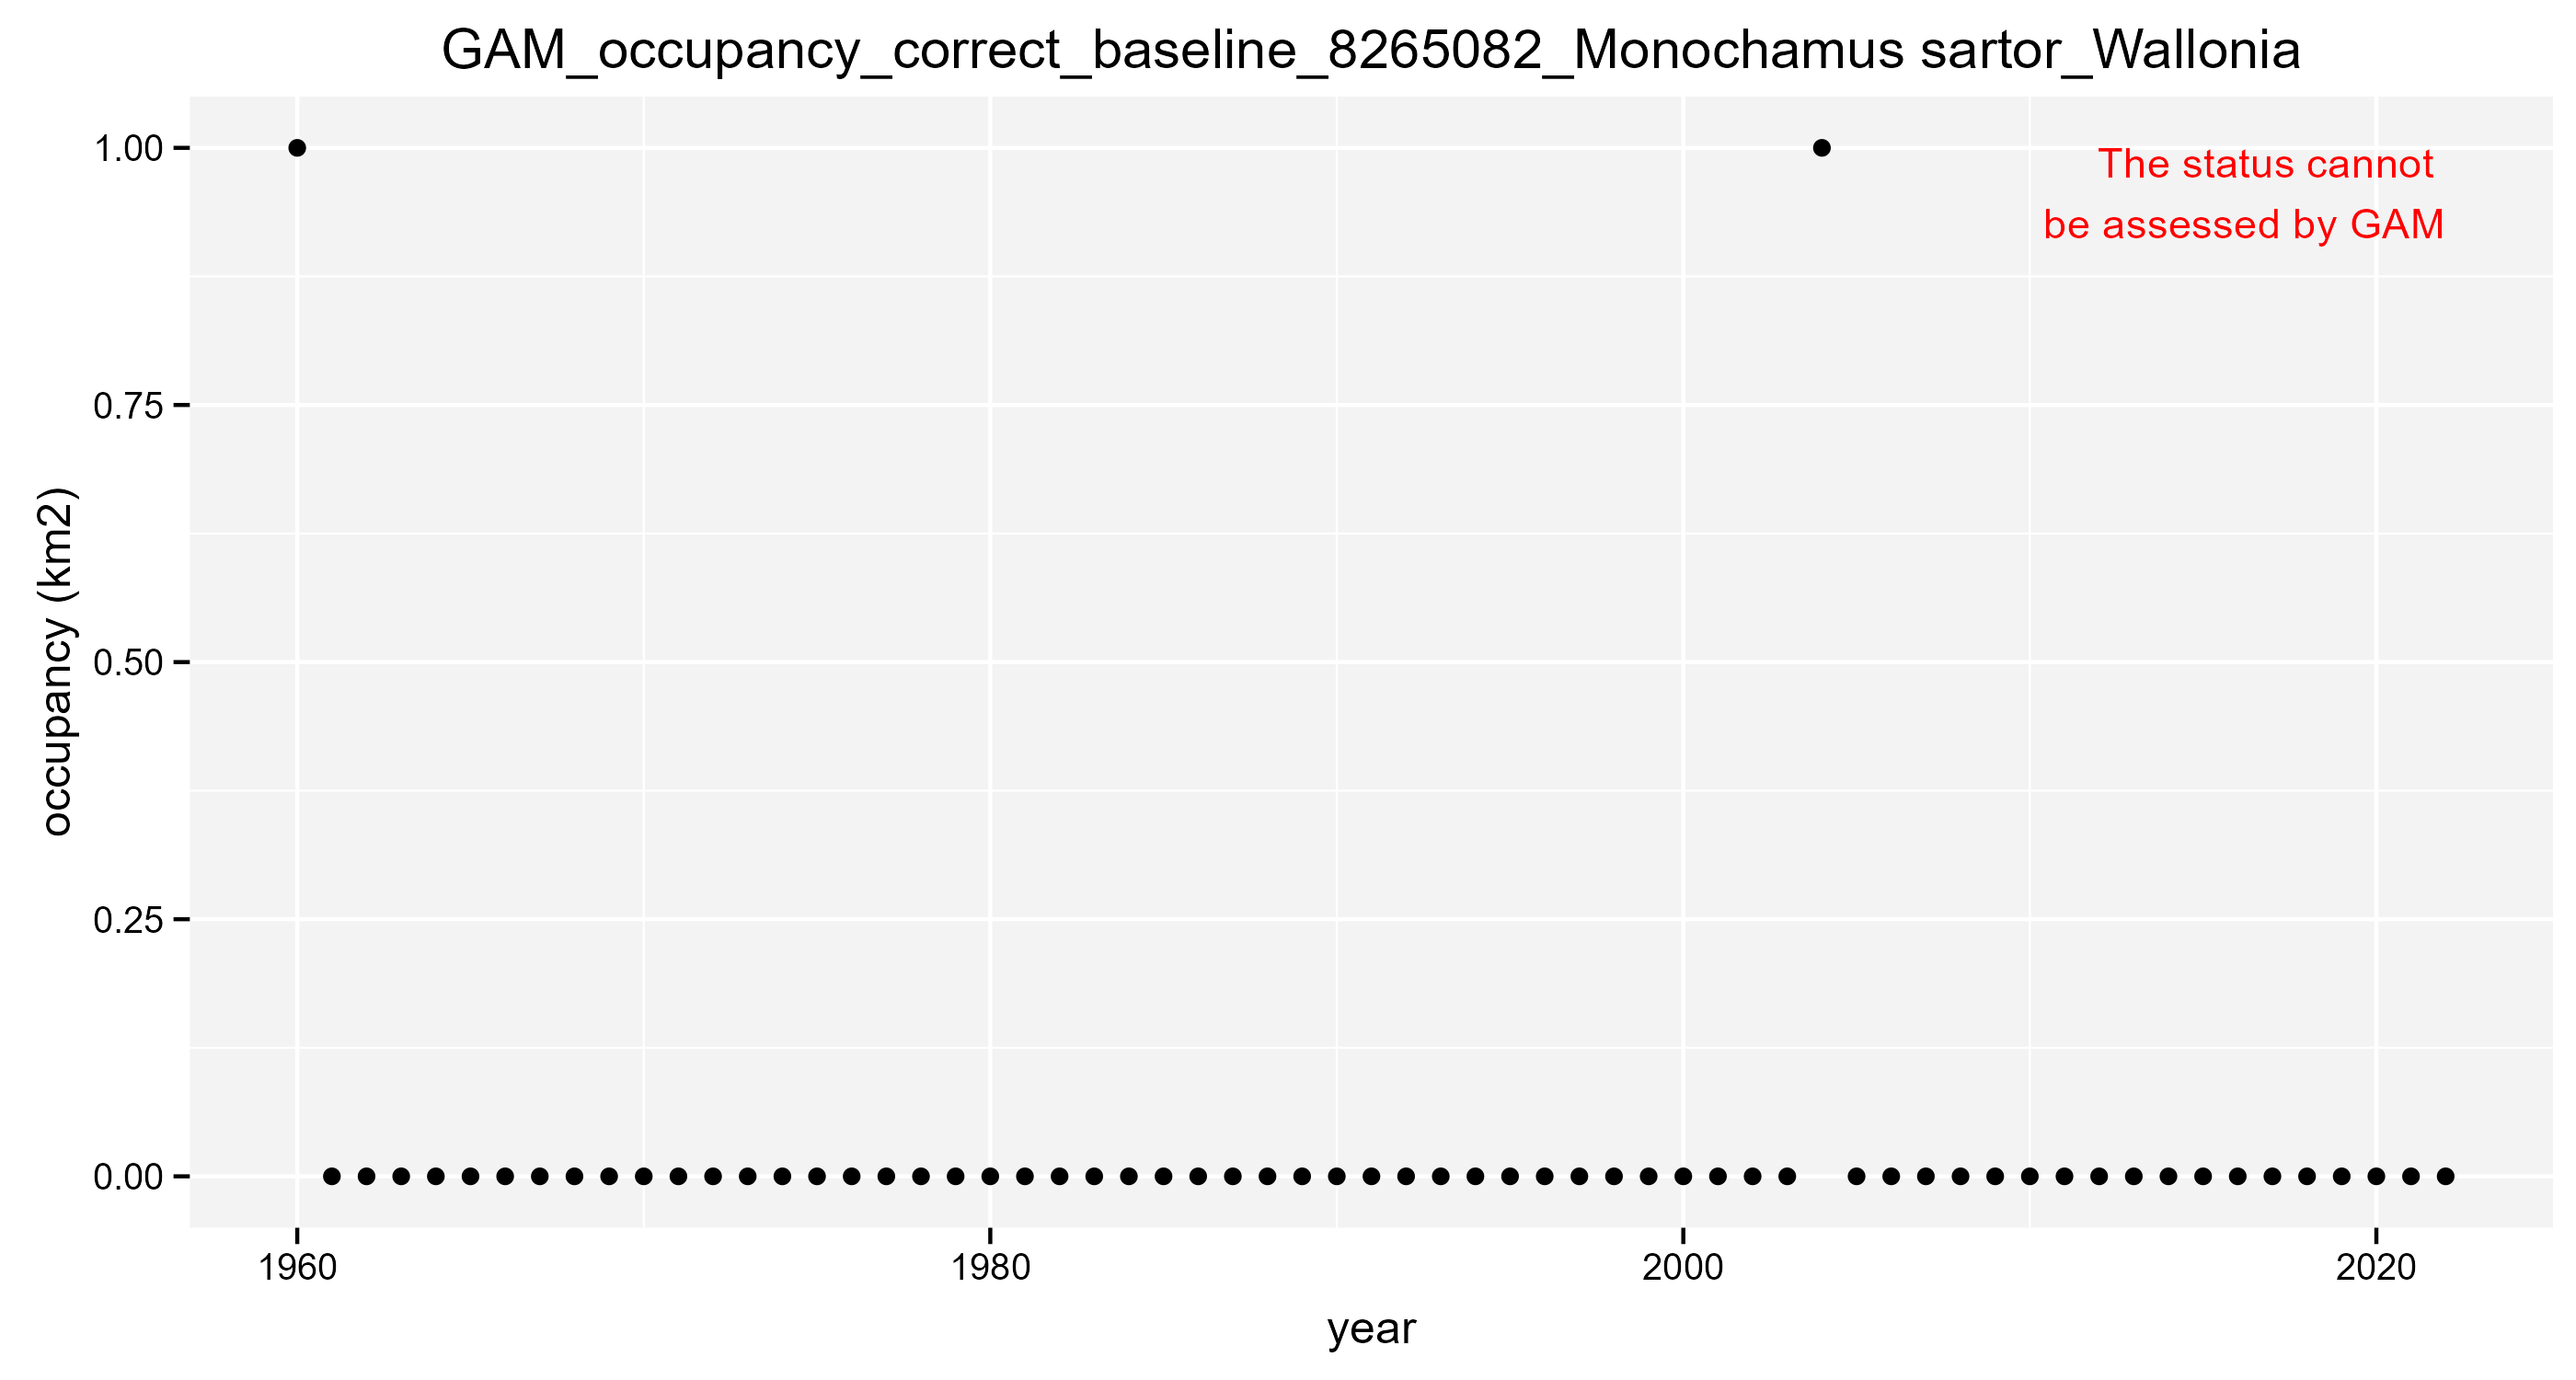 GAM_occupancy_correct_baseline_8265082_Monochamus sartor_Wallonia
1.00
0.75
0.50
0.25
0.00
occupancy (km2)
The status cannot
be assessed by GAM
1960
1980
2000
2020
year